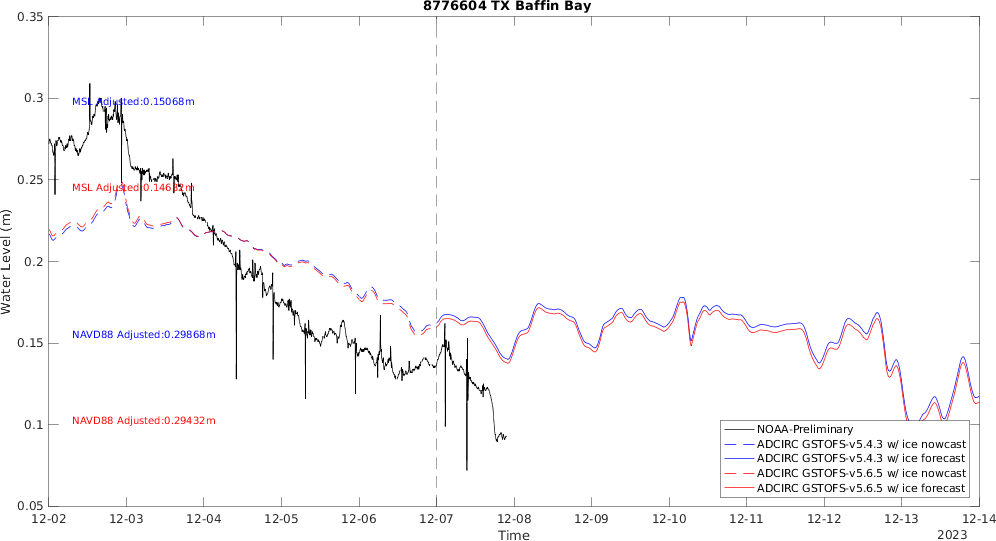 8776604 TX Baffin Bay
0.35
0.3
0.25
0.2
0.15
0.1
0.05
Water Level (m)
MSL Adjusted:0.15068m
MSL Adjusted:0.14632m
NAVD88 Adjusted:0.29868m
NAVD88 Adjusted:0.29432m
NOAA-Preliminary
ADCIRC GSTOFS-v5.4.3 w/ ice nowcast
ADCIRC GSTOFS-v5.4.3 w/ ice forecast
ADCIRC GSTOFS-v5.6.5 w/ ice nowcast
ADCIRC GSTOFS-v5.6.5 w/ ice forecast
12-02 12-03 12-04 12-05 12-06 12-07 12-08 12-09 12-10 12-11 12-12 12-13 12-14
Time
2023